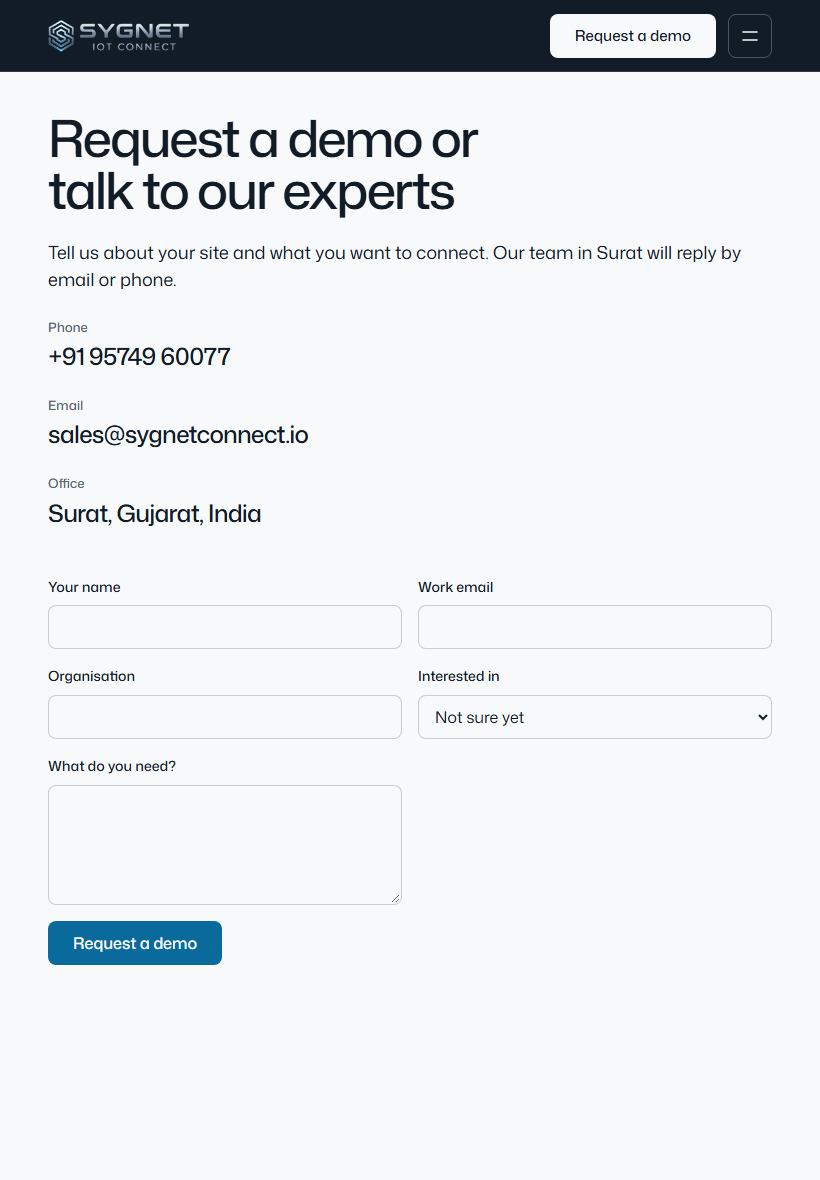 SYGNET
IOT CONNECT
Request a demo
Request a demo or
talk to our experts
Tell us about your site and what you want to connect. Our team in Surat will reply by
email or phone.
Phone
+91 95749 60077
Email
sales@sygnetconnect.io
Office
Surat, Gujarat, India
Your name
Work email
Organisation
Interested in
Not sure yet
What do you need?
Request a demo